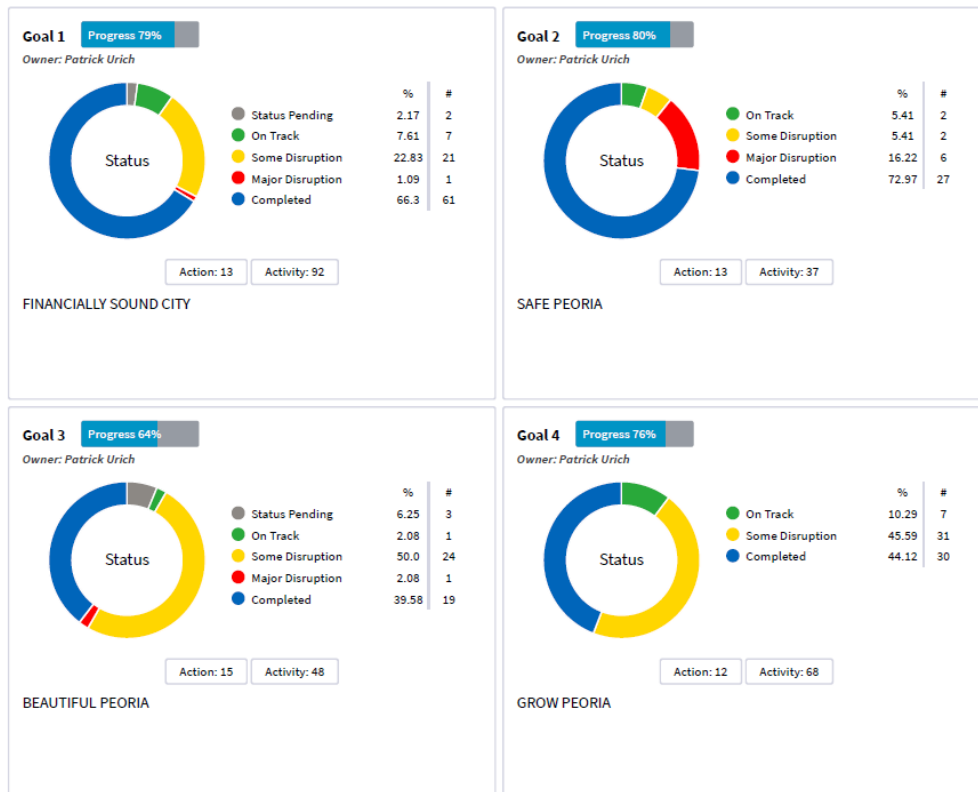 Goal 1 Progress 79%
Owner: Patrick Urich
% #
Status Pending 2.17 2
On Track 7.61 7
Status
Some Disruption 22.83 21
Major Disruption 1.09 1
Completed 66.3 61
Action: 13 Activity: 92
FINANCIALLY SOUND CITY
Goal 2 Progress 80%
Owner: Patrick Urich
% #
On Track 5.41 2
Some Disruption 5.41 2
Status
Major Disruption 16.22 6
Completed 72.97 27
Action: 13 Activity: 37
SAFE PEORIA
Goal 3 Progress 64%
Owner: Patrick Urich
% #
Status Pending 6.25 3
On Track 2.08 1
Status
Some Disruption 50.0 24
Major Disruption 2.08 1
Completed 39.58 19
Action: 15 Activity: 48
BEAUTIFUL PEORIA
Goal 4 Progress 76%
Owner: Patrick Urich
% #
On Track 10.29 7
Some Disruption 45.59 31
Status
Completed 44.12 30
Action: 12 Activity: 68
GROW PEORIA